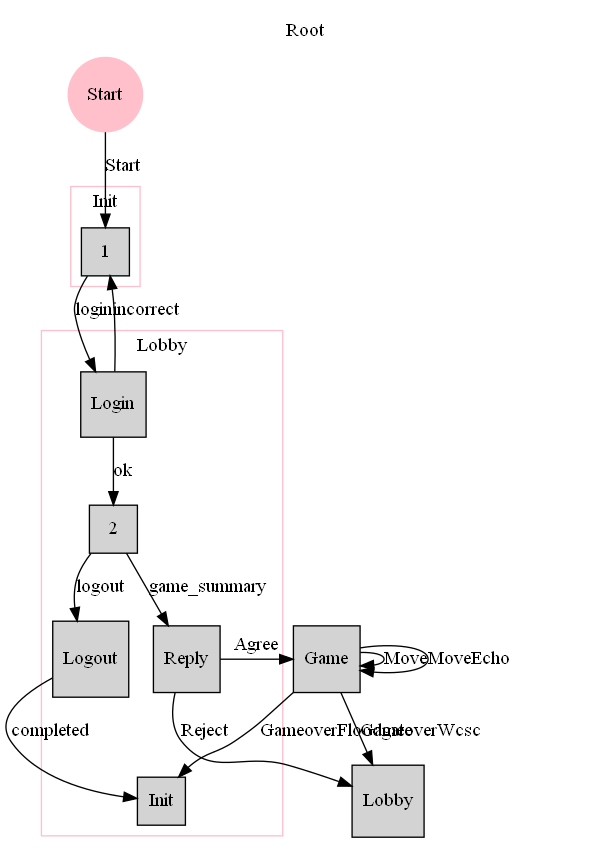 Root
Start
Start
Init
1
login
incorrect
Lobby
Login
ok
2
logout
game_summary
Agree
Logout
Reply
Game
Move
MoveEcho
completed
Reject
GameoverFloodgate
GameoverWcsc
Init
Lobby